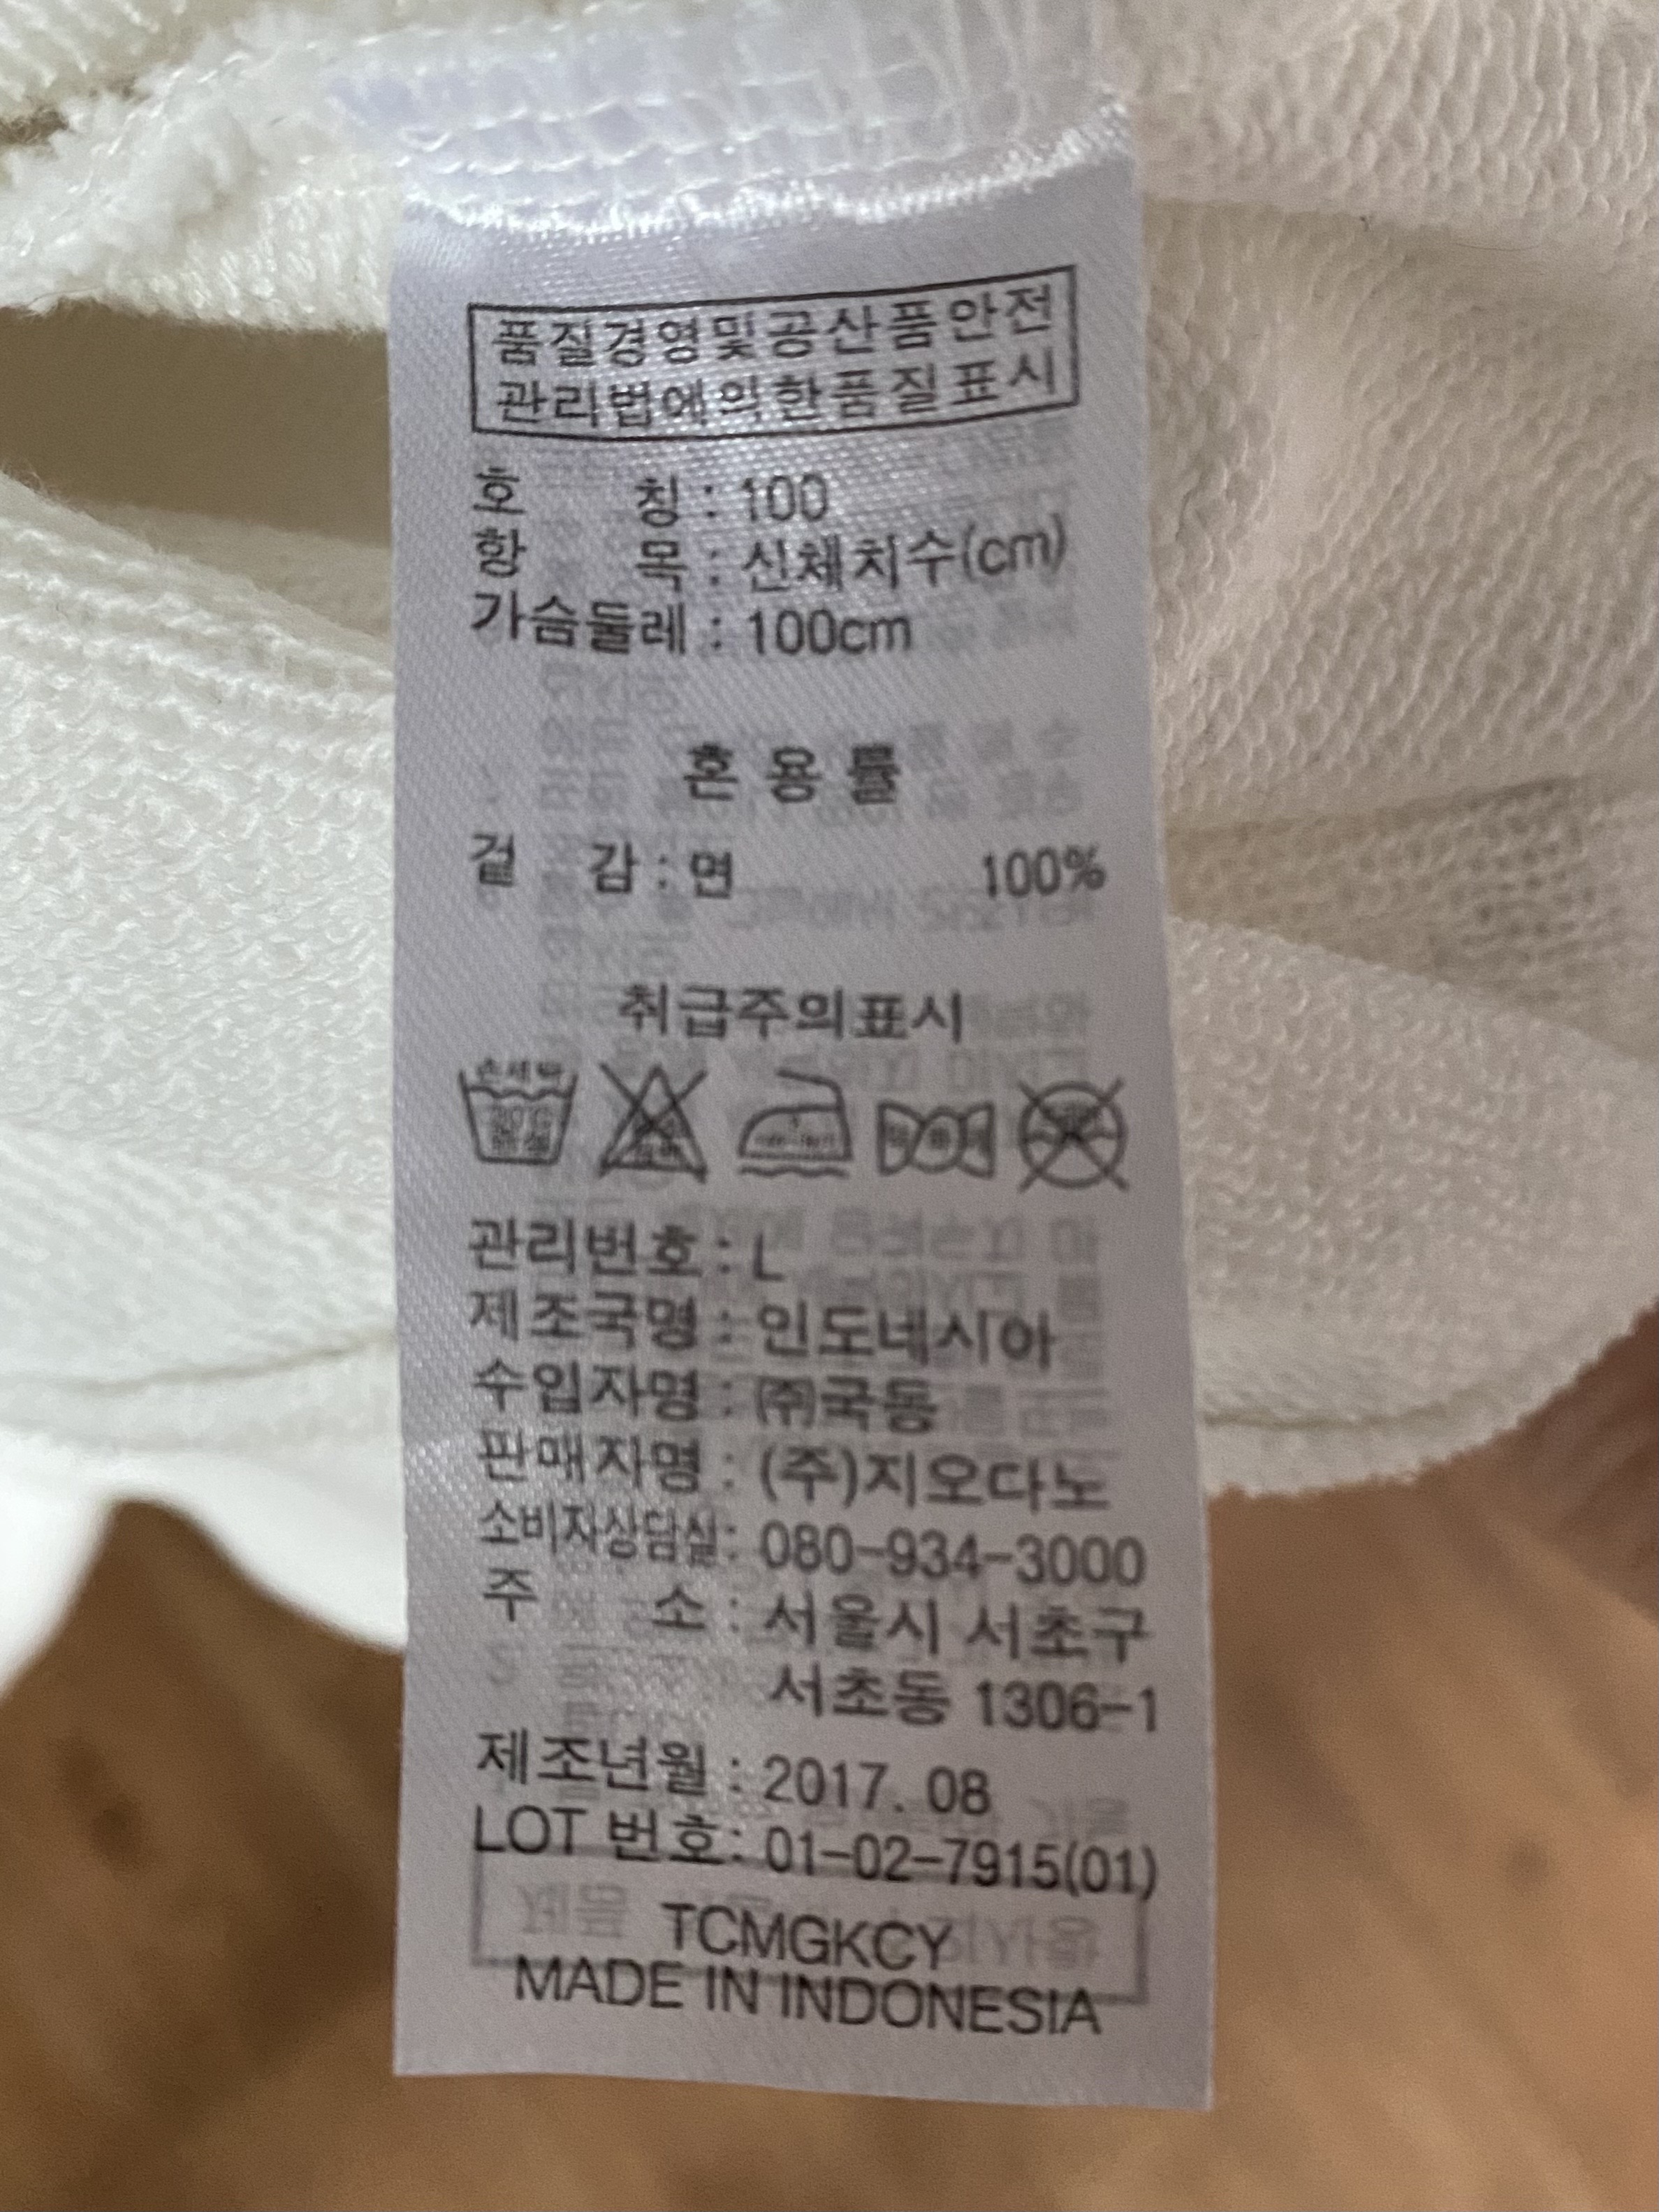 품질경영및공산품안전
관리법에의한품질표시
호 칭 : 100
항 목 : 신체치수(cm)
가슴둘레 : 100cm
혼용률
겉 감 : 면 100%
취급주의표시
손세탁
관리번호 : L
제조국명 : 인도네시아
수입자명 : ㈜국동
판매자명 : (주)지오다노
소비자상담실: 080-934-3000
주 소 : 서울시 서초구
서초동 1306-1
제조년월 : 2017. 08
LOT 번호: 01-02-7915(01)
TCMGKCY
MADE IN INDONESIA